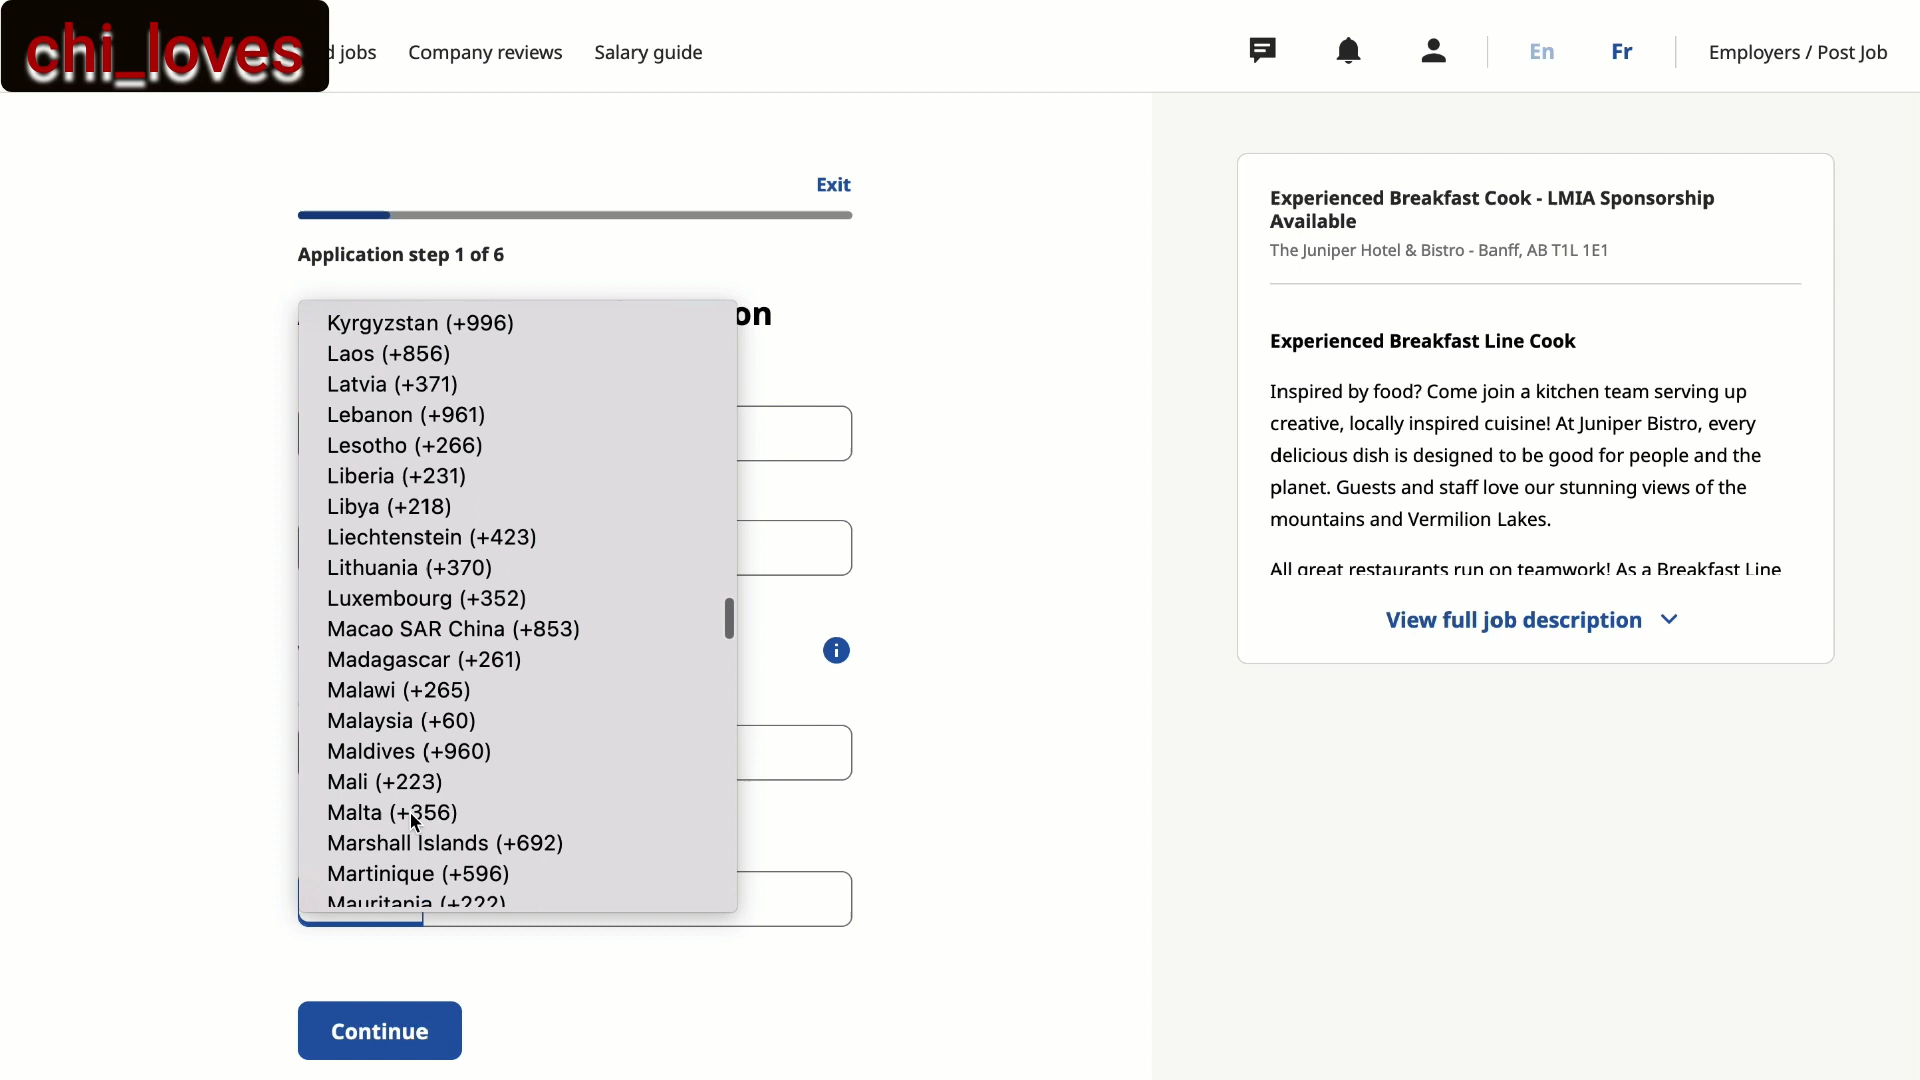 chi_loves
d jobs
Company reviews
Salary guide
En
Fr
Employers / Post Job
Exit
Application step 1 of 6
on
Kyrgyzstan (+996)
Laos (+856)
Latvia (+371)
Lebanon (+961)
Lesotho (+266)
Liberia (+231)
Libya (+218)
Liechtenstein (+423)
Lithuania (+370)
Luxembourg (+352)
Macao SAR China (+853)
Madagascar (+261)
Malawi (+265)
Malaysia (+60)
Maldives (+960)
Mali (+223)
Malta (+356)
Marshall Islands (+692)
Martinique (+596)
Mauritania (+222)
Continue
Experienced Breakfast Cook - LMIA Sponsorship
Available
The Juniper Hotel & Bistro - Banff, AB T1L 1E1
Experienced Breakfast Line Cook
Inspired by food? Come join a kitchen team serving up
creative, locally inspired cuisine! At Juniper Bistro, every
delicious dish is designed to be good for people and the
planet. Guests and staff love our stunning views of the
mountains and Vermilion Lakes.
All great restaurants run on teamwork! As a Breakfast Line
View full job description